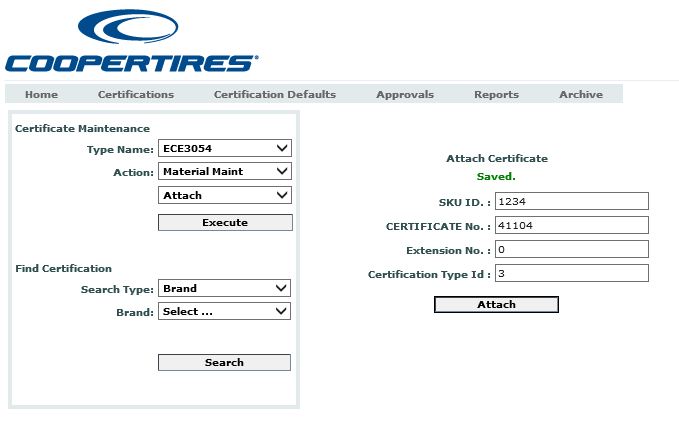 COOPERTIRES®
Home Certifications Certification Defaults Approvals Reports Archive
Certificate Maintenance
Type Name: ECE3054
Action: Material Maint
Attach
Execute
Find Certification
Search Type: Brand
Brand: Select ...
Search
Attach Certificate
Saved.
SKU ID. : 1234
CERTIFICATE No. : 41104
Extension No. : 0
Certification Type Id : 3
Attach